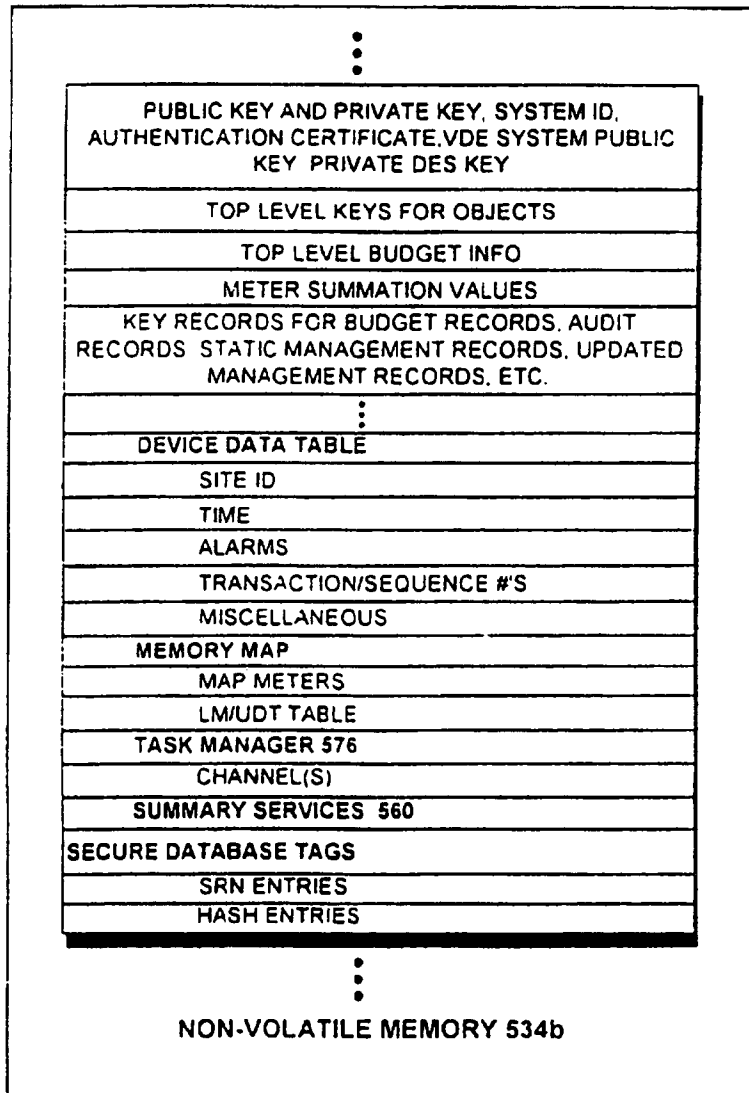 PUBLIC KEY AND PRIVATE KEY, SYSTEM ID,
AUTHENTICATION CERTIFICATE,VDE SYSTEM PUBLIC
KEY PRIVATE DES KEY
TOP LEVEL KEYS FOR OBJECTS
TOP LEVEL BUDGET INFO
METER SUMMATION VALUES
KEY RECORDS FOR BUDGET RECORDS, AUDIT
RECORDS STATIC MANAGEMENT RECORDS, UPDATED
MANAGEMENT RECORDS, ETC.
DEVICE DATA TABLE
SITE ID
TIME
ALARMS
TRANSACTION/SEQUENCE #'S
MISCELLANEOUS
MEMORY MAP
MAP METERS
LM/UDT TABLE
TASK MANAGER 576
CHANNEL(S)
SUMMARY SERVICES 560
SECURE DATABASE TAGS
SRN ENTRIES
HASH ENTRIES
NON-VOLATILE MEMORY 534b